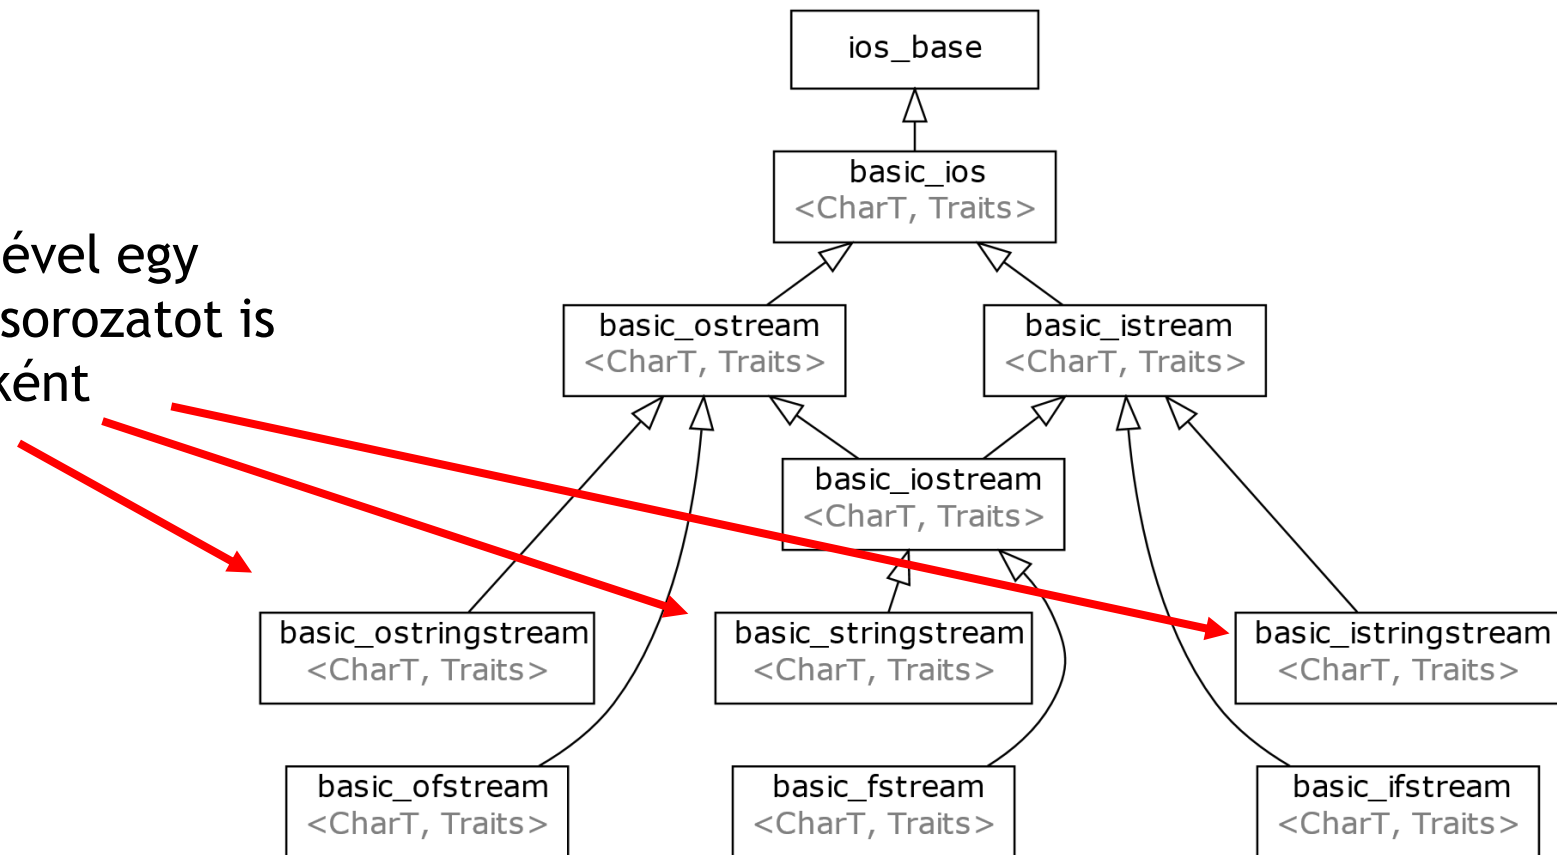 ios_base
basic_ios
<CharT, Traits>
ével egy
sorozatot is
ként
basic_ostream
<CharT, Traits>
basic_istream
<CharT, Traits>
basic_iostream
<CharT, Traits>
basic_ostringstream
<CharT, Traits>
basic_stringstream
<CharT, Traits>
basic_istringstream
<CharT, Traits>
basic_ofstream
<CharT, Traits>
basic_fstream
<CharT, Traits>
basic_ifstream
<CharT, Traits>